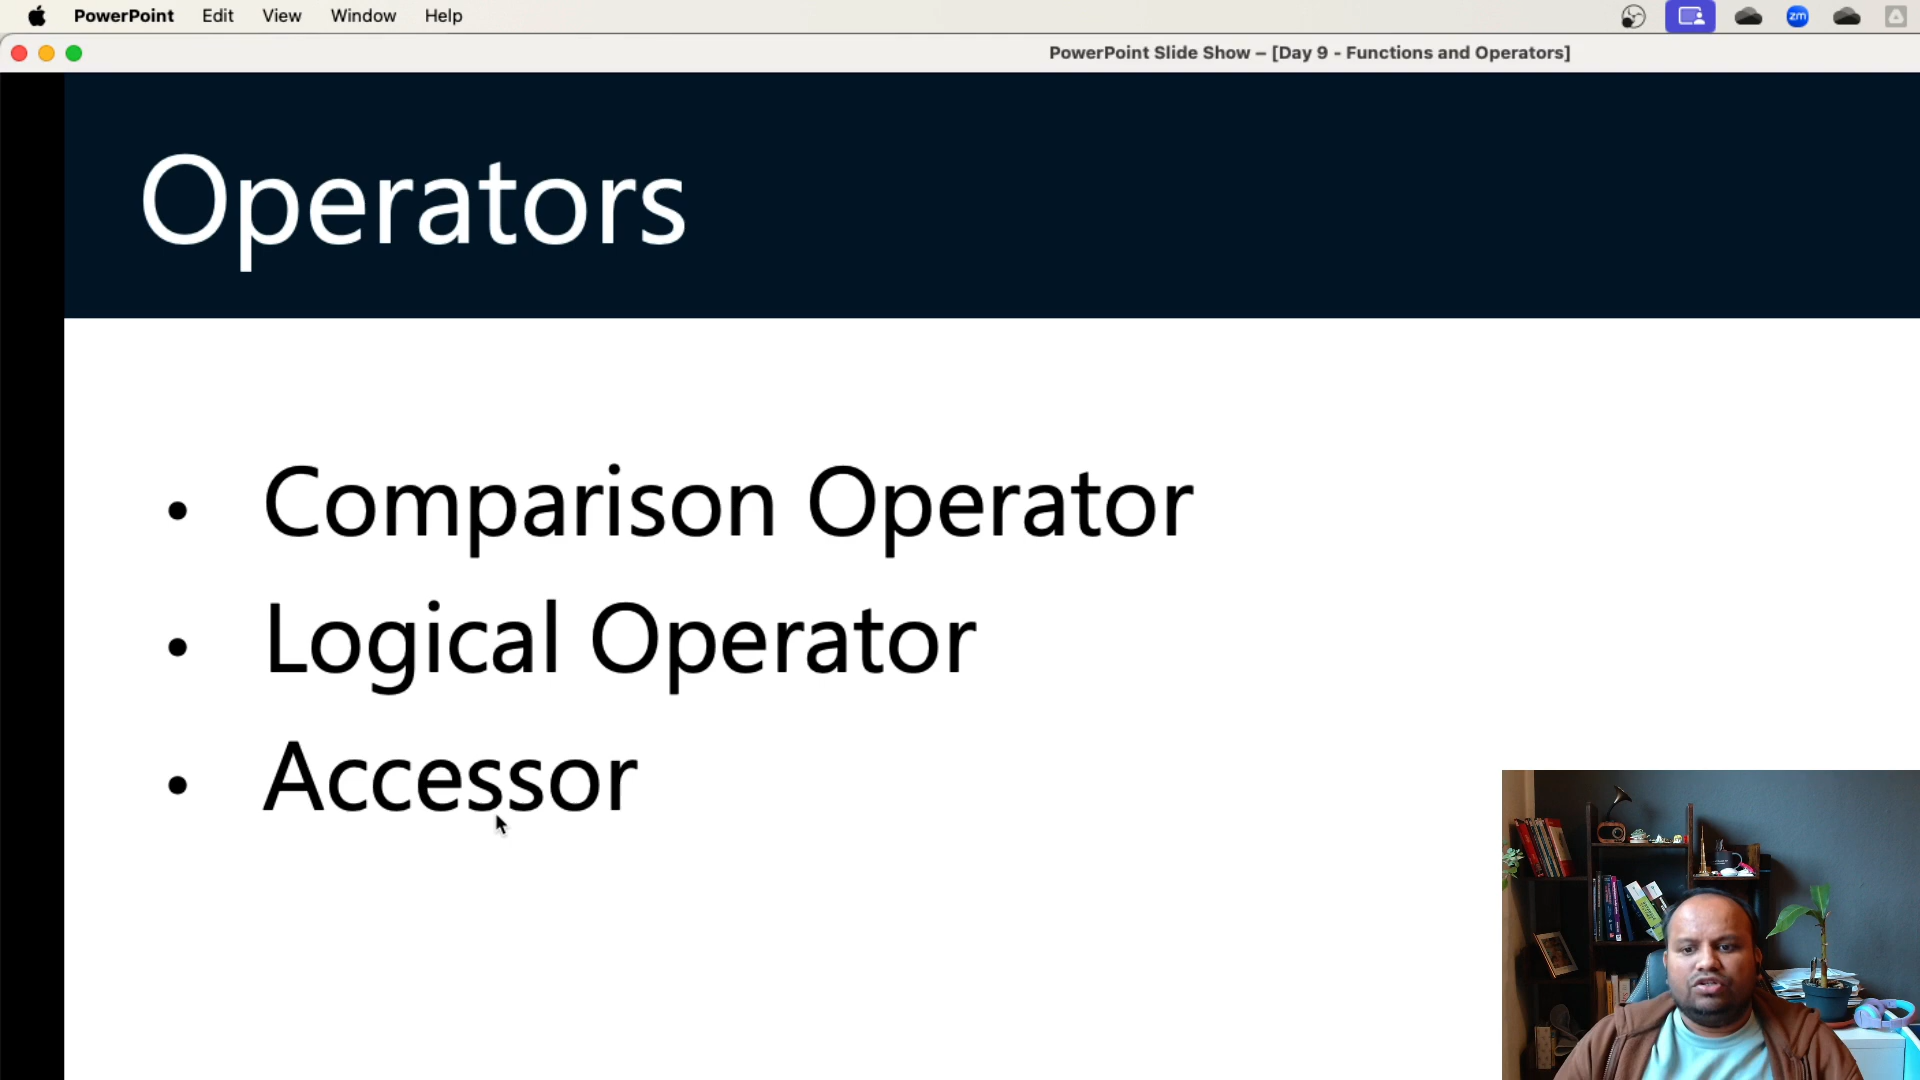 PowerPoint Edit View Window Help
zm
PowerPoint Slide Show – [Day 9 - Functions and Operators]
Operators
• Comparison Operator
• Logical Operator
• Accessor